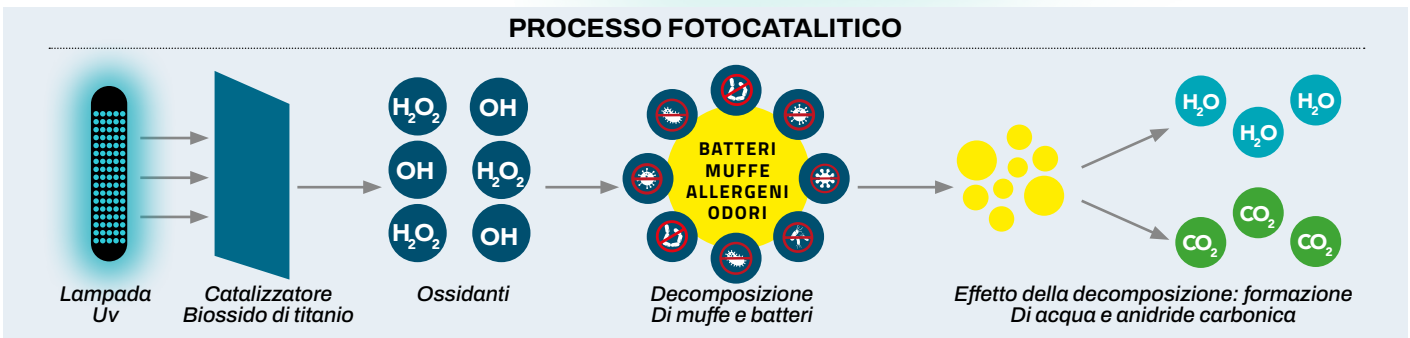 PROCESSO FOTOCATALITICO
Lampada
Uv
Catalizzatore
Biossido di titanio
H₂O₂
OH
OH
H₂O₂
H₂O₂
OH
Ossidanti
BATTERI
MUFFE
ALLERGENI
ODORI
Decomposizione
Di muffe e batteri
H₂O
H₂O
H₂O
CO₂
CO₂
CO₂
Effetto della decomposizione: formazione
Di acqua e anidride carbonica